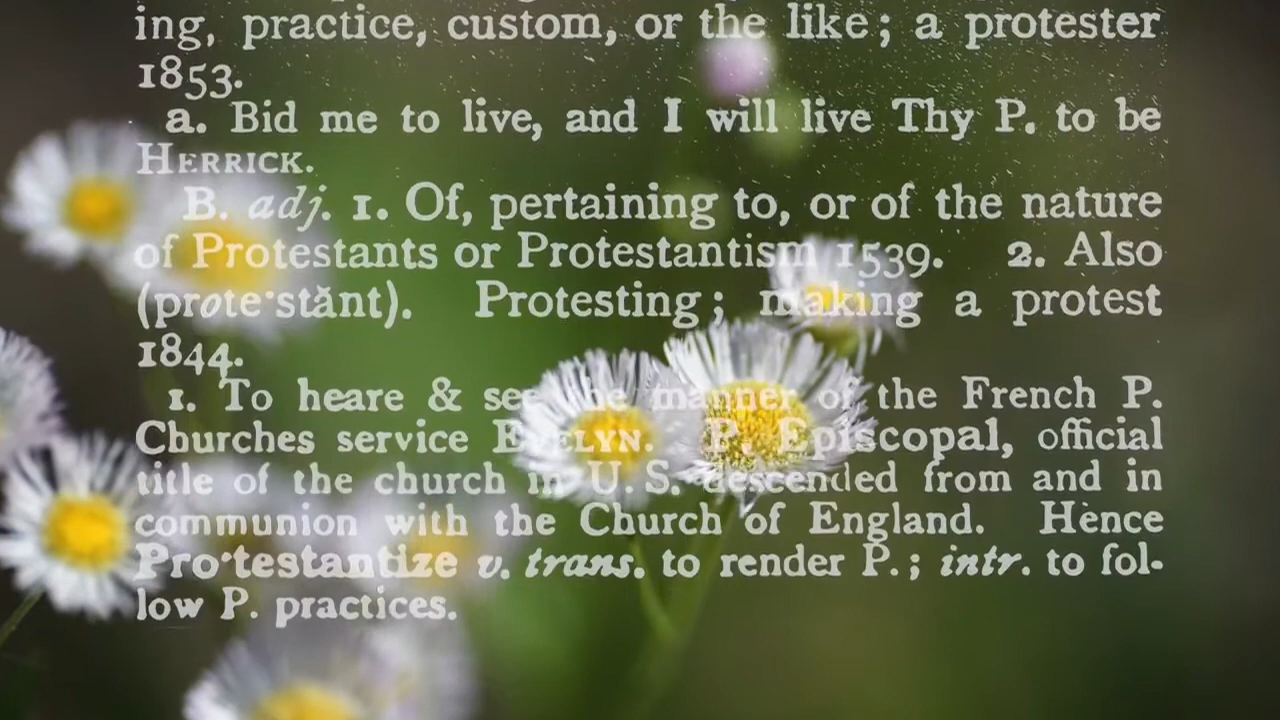 ing, practice, custom, or the like; a protester
1853.
a. Bid me to live, and I will live Thy P. to be
HERRICK.
B. adj. 1. Of, pertaining to, or of the nature
of Protestants or Protestantism 1539. 2. Also
(prote·stănt). Protesting; making a protest
1844.
1. To heare & see the manner of the French P.
Churches service EVELYN. P. Episcopal, official
title of the church in U. S. descended from and in
communion with the Church of England. Hence
Pro·testantize v. trans. to render P.; intr. to fol-
low P. practices.